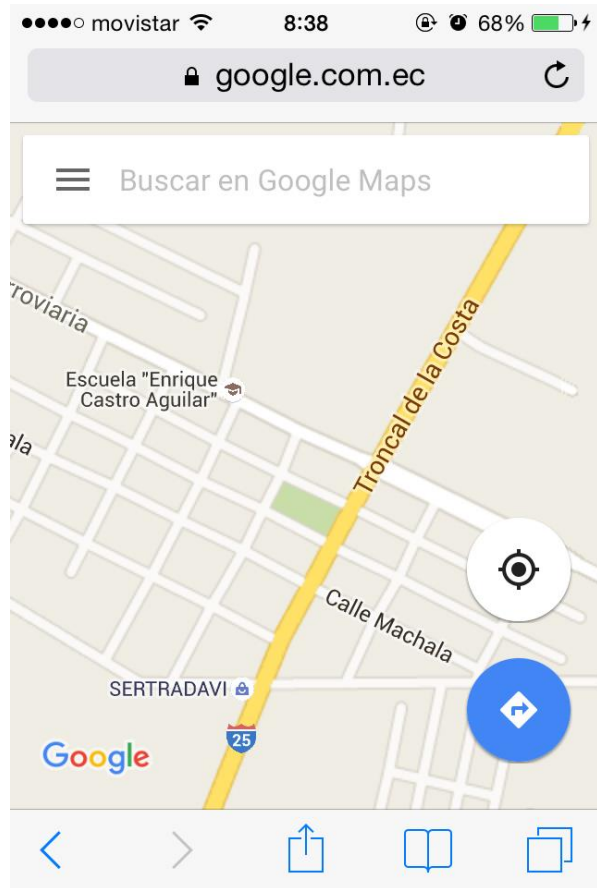 movistar 8:38 68%
google.com.ec
Buscar en Google Maps
roviaria
Troncal de la Costa
Escuela "Enrique
Castro Aguilar"
ala
Calle Machala
SERTRADAVI
25
Google